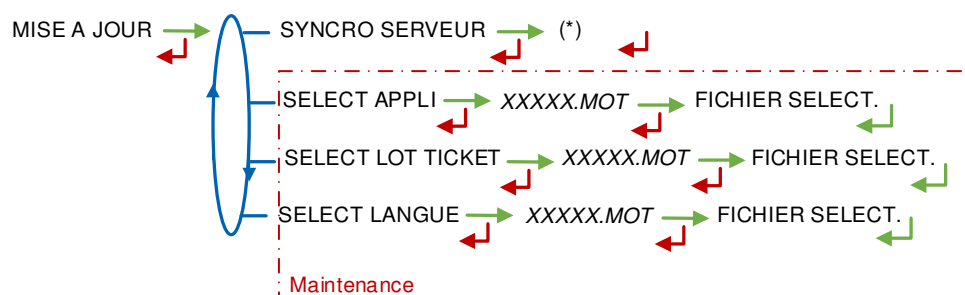 MISE A JOUR SYNCRO SERVEUR (*)
SELECT APPLI XXXXX.MOT FICHIER SELECT.
SELECT LOT TICKET XXXXX.MOT FICHIER SELECT.
SELECT LANGUE XXXXX.MOT FICHIER SELECT.
Maintenance